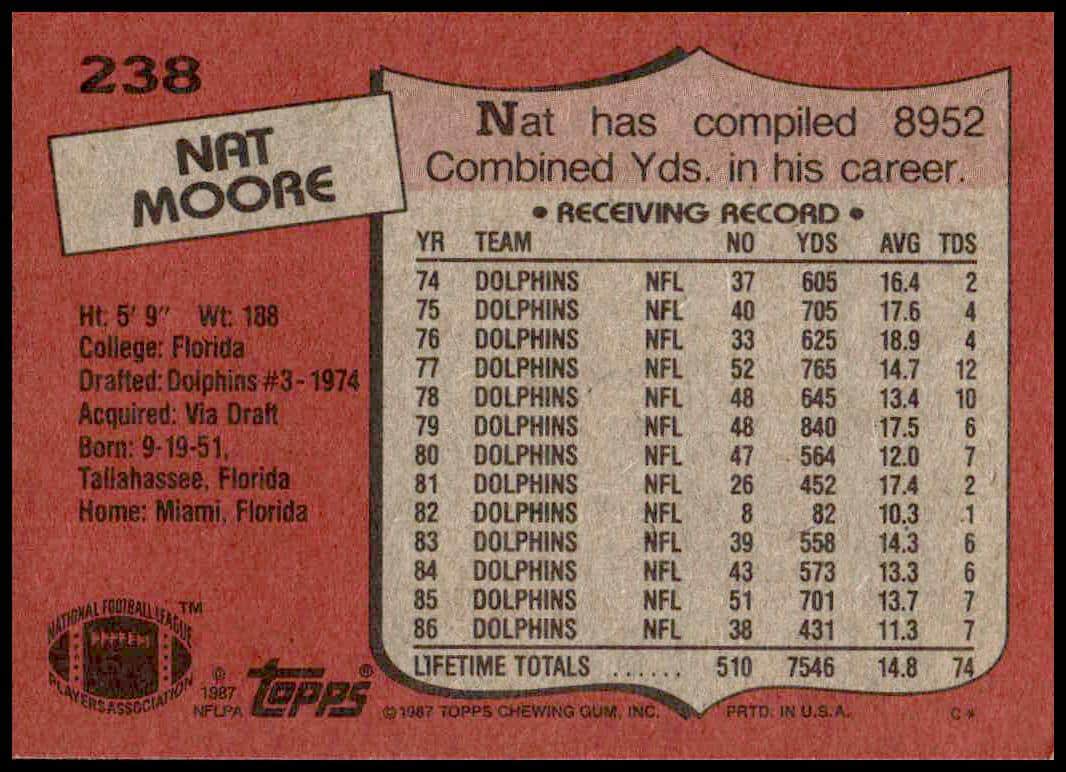 238
NAT
MOORE
Ht: 5' 9" Wt: 188
College: Florida
Drafted: Dolphins #3-1974
Acquired: Via Draft
Born: 9-19-51,
Tallahassee, Florida
Home: Miami, Florida
NATIONAL FOOTBALL LEAGUE ™
PLAYERS ASSOCIATION
©
1987
NFLPA
Topps®
Nat has compiled 8952
Combined Yds. in his career.
• RECEIVING RECORD •
YR TEAM NO YDS AVG TDS
74 DOLPHINS NFL 37 605 16.4 2
75 DOLPHINS NFL 40 705 17.6 4
76 DOLPHINS NFL 33 625 18.9 4
77 DOLPHINS NFL 52 765 14.7 12
78 DOLPHINS NFL 48 645 13.4 10
79 DOLPHINS NFL 48 840 17.5 6
80 DOLPHINS NFL 47 564 12.0 7
81 DOLPHINS NFL 26 452 17.4 2
82 DOLPHINS NFL 8 82 10.3 1
83 DOLPHINS NFL 39 558 14.3 6
84 DOLPHINS NFL 43 573 13.3 6
85 DOLPHINS NFL 51 701 13.7 7
86 DOLPHINS NFL 38 431 11.3 7
LIFETIME TOTALS ...... 510 7546 14.8 74
© 1987 TOPPS CHEWING GUM, INC. PRTD. IN U.S.A. C*